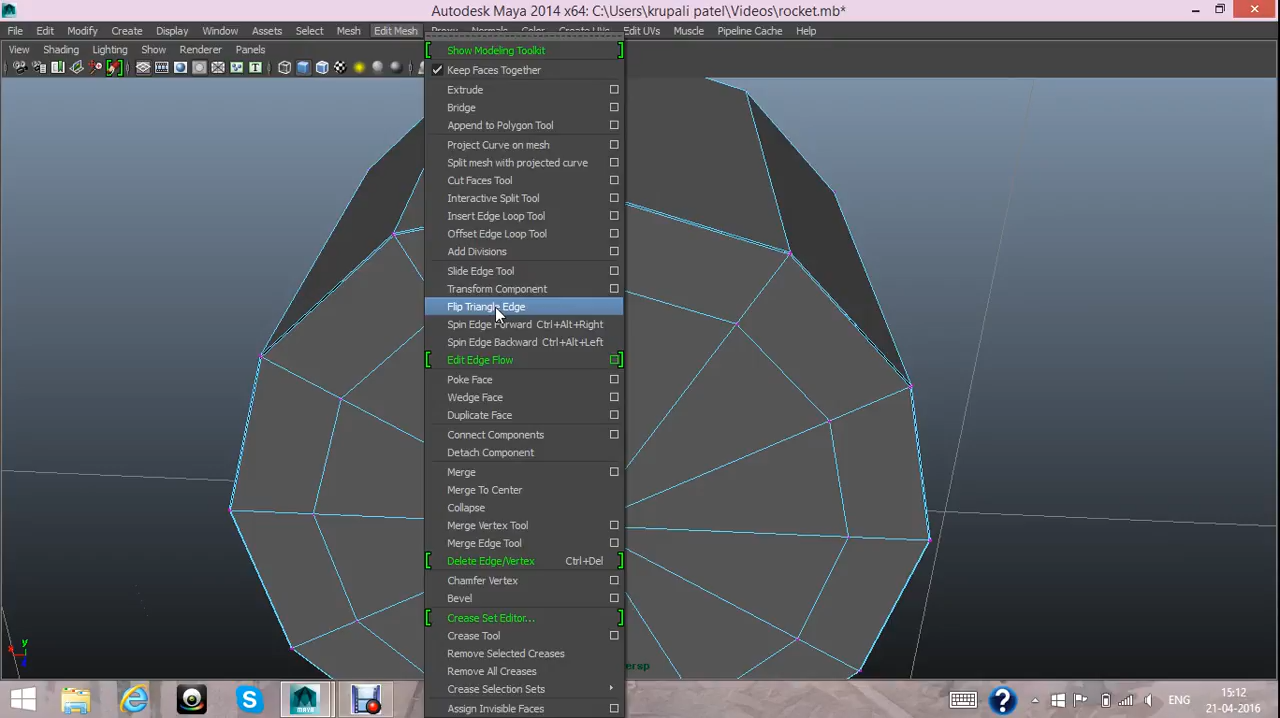 Autodesk Maya 2014 x64: C:\Users\krupali patel\Videos\rocket.mb*
File Edit Modify Create Display Window Assets Select Mesh Edit Mesh Proxy Normals Color Create UVs Edit UVs Muscle Pipeline Cache Help
View Shading Lighting Show Renderer Panels
Show Modeling Toolkit
Keep Faces Together
Extrude
Bridge
Append to Polygon Tool
Project Curve on mesh
Split mesh with projected curve
Cut Faces Tool
Interactive Split Tool
Insert Edge Loop Tool
Offset Edge Loop Tool
Add Divisions
Slide Edge Tool
Transform Component
Flip Triangle Edge
Spin Edge Forward Ctrl+Alt+Right
Spin Edge Backward Ctrl+Alt+Left
Edit Edge Flow
Poke Face
Wedge Face
Duplicate Face
Connect Components
Detach Component
Merge
Merge To Center
Collapse
Merge Vertex Tool
Merge Edge Tool
Delete Edge/Vertex Ctrl+Del
Chamfer Vertex
Bevel
Crease Set Editor...
Crease Tool
Remove Selected Creases
Remove All Creases
Crease Selection Sets
Assign Invisible Faces
y
x
z
persp
MAYA
ENG
15:12
21-04-2016